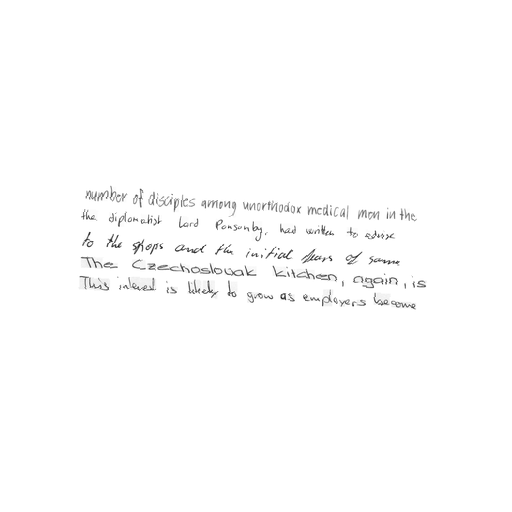 number of disciples among unorthodox medical men in the
the diplomatist Lord Ponsonby, had written to advise
to the shops and the initial fears of some
The Czechoslovak kitchen, again, is
This interest is likely to grow as employers become